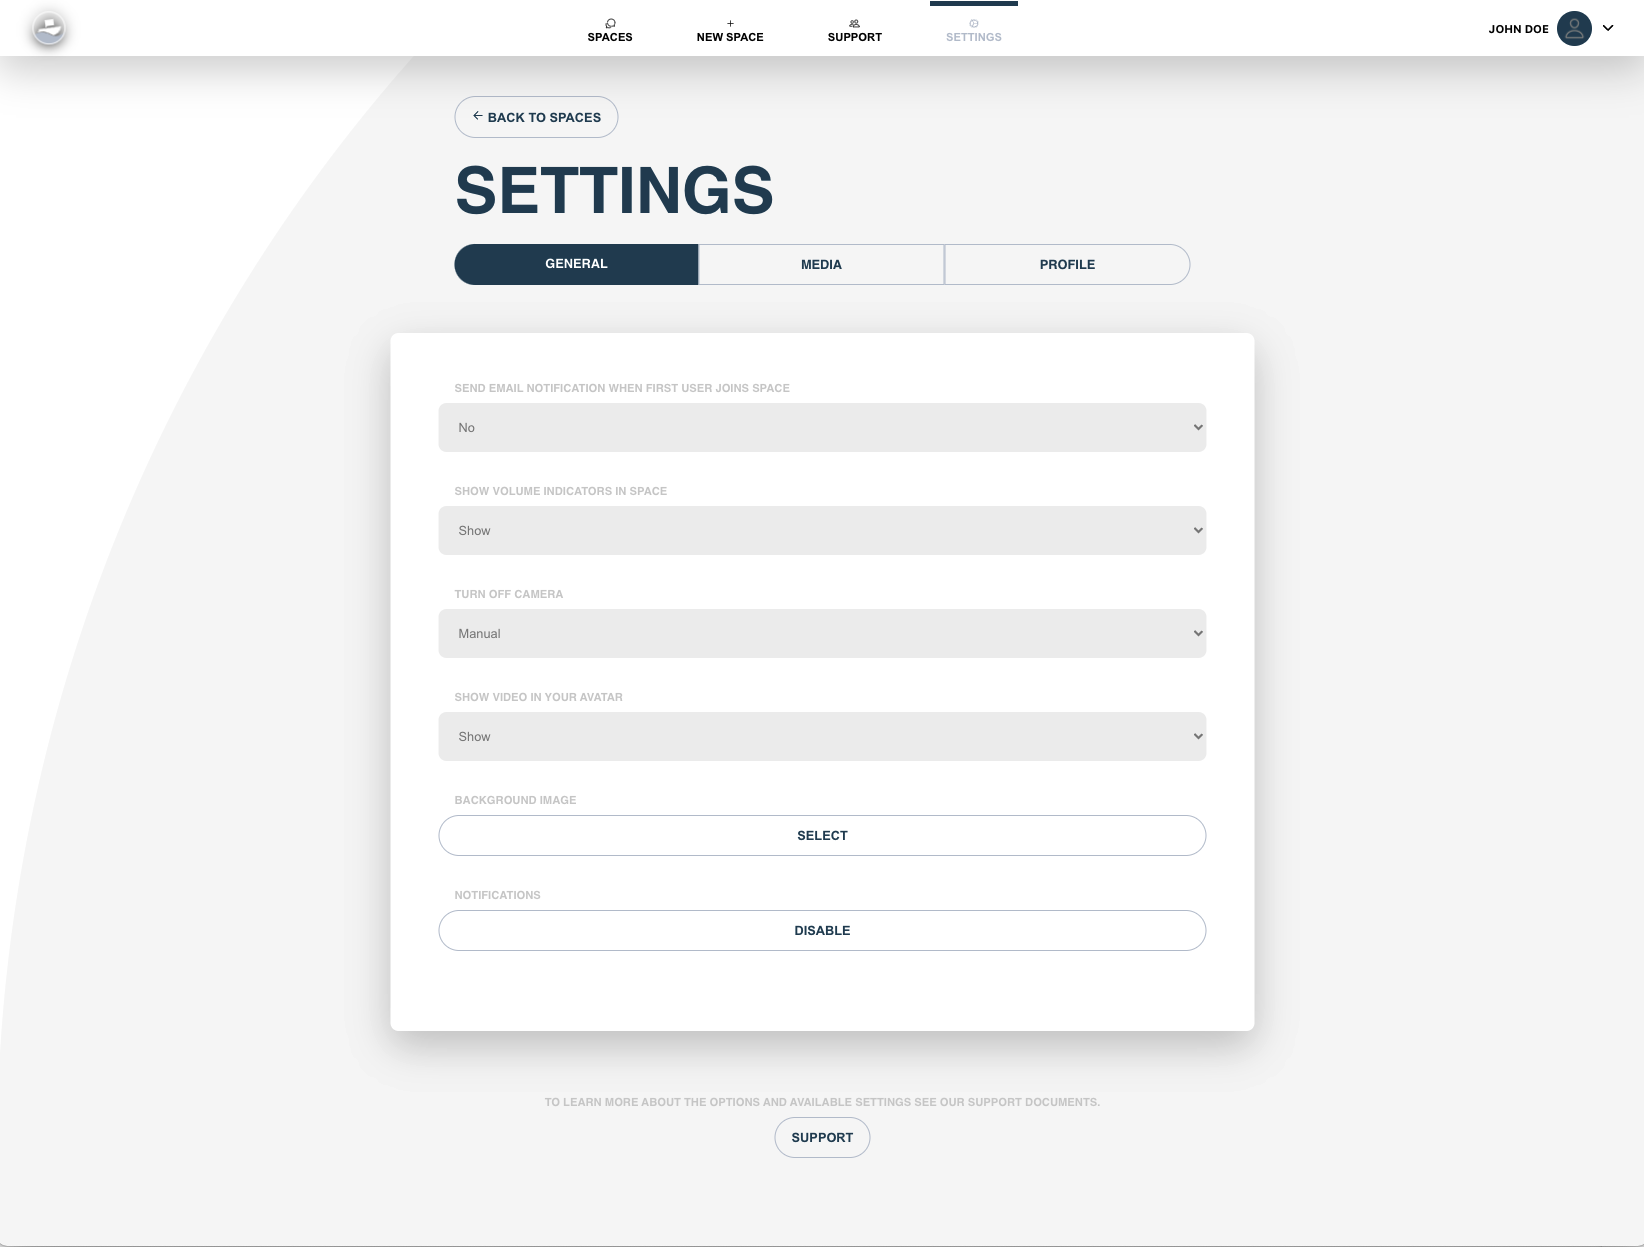 SPACES
NEW SPACE
SUPPORT
SETTINGS
JOHN DOE
BACK TO SPACES
SETTINGS
GENERAL
MEDIA
PROFILE
SEND EMAIL NOTIFICATION WHEN FIRST USER JOINS SPACE
No
SHOW VOLUME INDICATORS IN SPACE
Show
TURN OFF CAMERA
Manual
SHOW VIDEO IN YOUR AVATAR
Show
BACKGROUND IMAGE
SELECT
NOTIFICATIONS
DISABLE
TO LEARN MORE ABOUT THE OPTIONS AND AVAILABLE SETTINGS SEE OUR SUPPORT DOCUMENTS.
SUPPORT